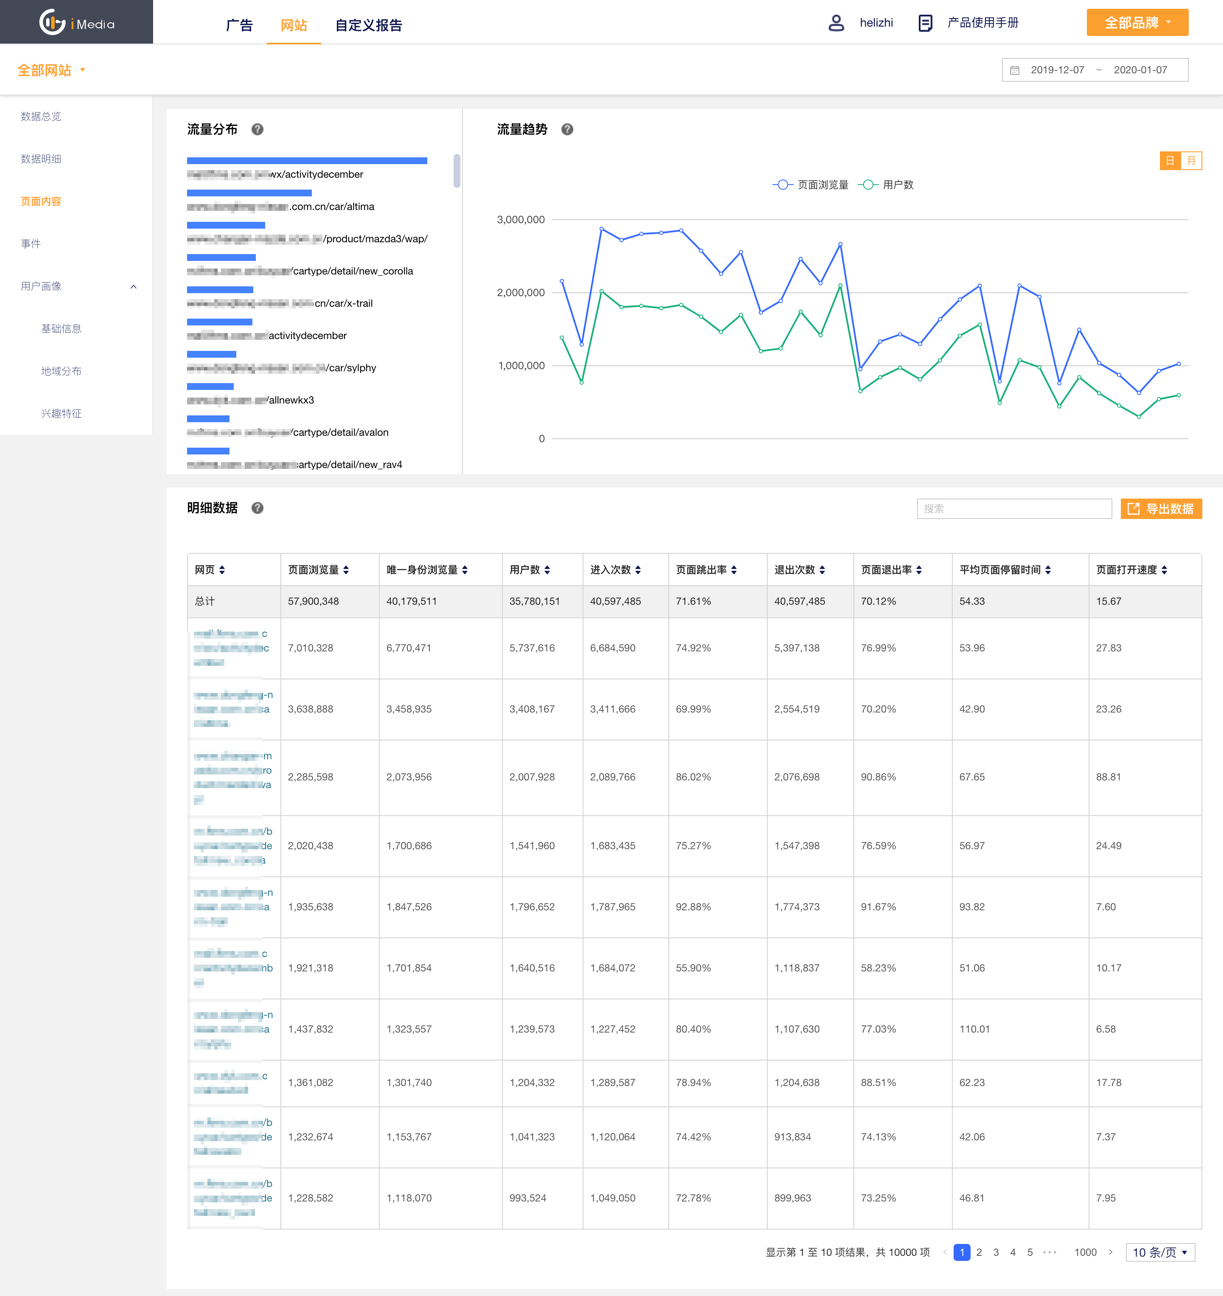 iMedia
广告 网站 自定义报告 helizhi 产品使用手册 全部品牌
全部网站 2019-12-07 ~ 2020-01-07
数据总览
数据明细
页面内容
事件
用户画像
基础信息
地域分布
兴趣特征
流量分布 ?
wx/activitydecember
.com.cn/car/altima
/product/mazda3/wap/
/cartype/detail/new_corolla
cn/car/x-trail
activitydecember
/car/sylphy
/allnewkx3
/cartype/detail/avalon
artype/detail/new_rav4
流量趋势 ?
日 月
页面浏览量 用户数
3,000,000
2,000,000
1,000,000
0
明细数据 ? 搜索 导出数据
网页 页面浏览量 唯一身份浏览量 用户数 进入次数 页面跳出率 退出次数 页面退出率 平均页面停留时间 页面打开速度
总计 57,900,348 40,179,511 35,780,151 40,597,485 71.61% 40,597,485 70.12% 54.33 15.67
7,010,328 6,770,471 5,737,616 6,684,590 74.92% 5,397,138 76.99% 53.96 27.83
3,638,888 3,458,935 3,408,167 3,411,666 69.99% 2,554,519 70.20% 42.90 23.26
2,285,598 2,073,956 2,007,928 2,089,766 86.02% 2,076,698 90.86% 67.65 88.81
2,020,438 1,700,686 1,541,960 1,683,435 75.27% 1,547,398 76.59% 56.97 24.49
1,935,638 1,847,526 1,796,652 1,787,965 92.88% 1,774,373 91.67% 93.82 7.60
1,921,318 1,701,854 1,640,516 1,684,072 55.90% 1,118,837 58.23% 51.06 10.17
1,437,832 1,323,557 1,239,573 1,227,452 80.40% 1,107,630 77.03% 110.01 6.58
1,361,082 1,301,740 1,204,332 1,289,587 78.94% 1,204,638 88.51% 62.23 17.78
1,232,674 1,153,767 1,041,323 1,120,064 74.42% 913,834 74.13% 42.06 7.37
1,228,582 1,118,070 993,524 1,049,050 72.78% 899,963 73.25% 46.81 7.95
显示第 1 至 10 项结果，共 10000 项 < 1 2 3 4 5 ··· 1000 > 10 条/页